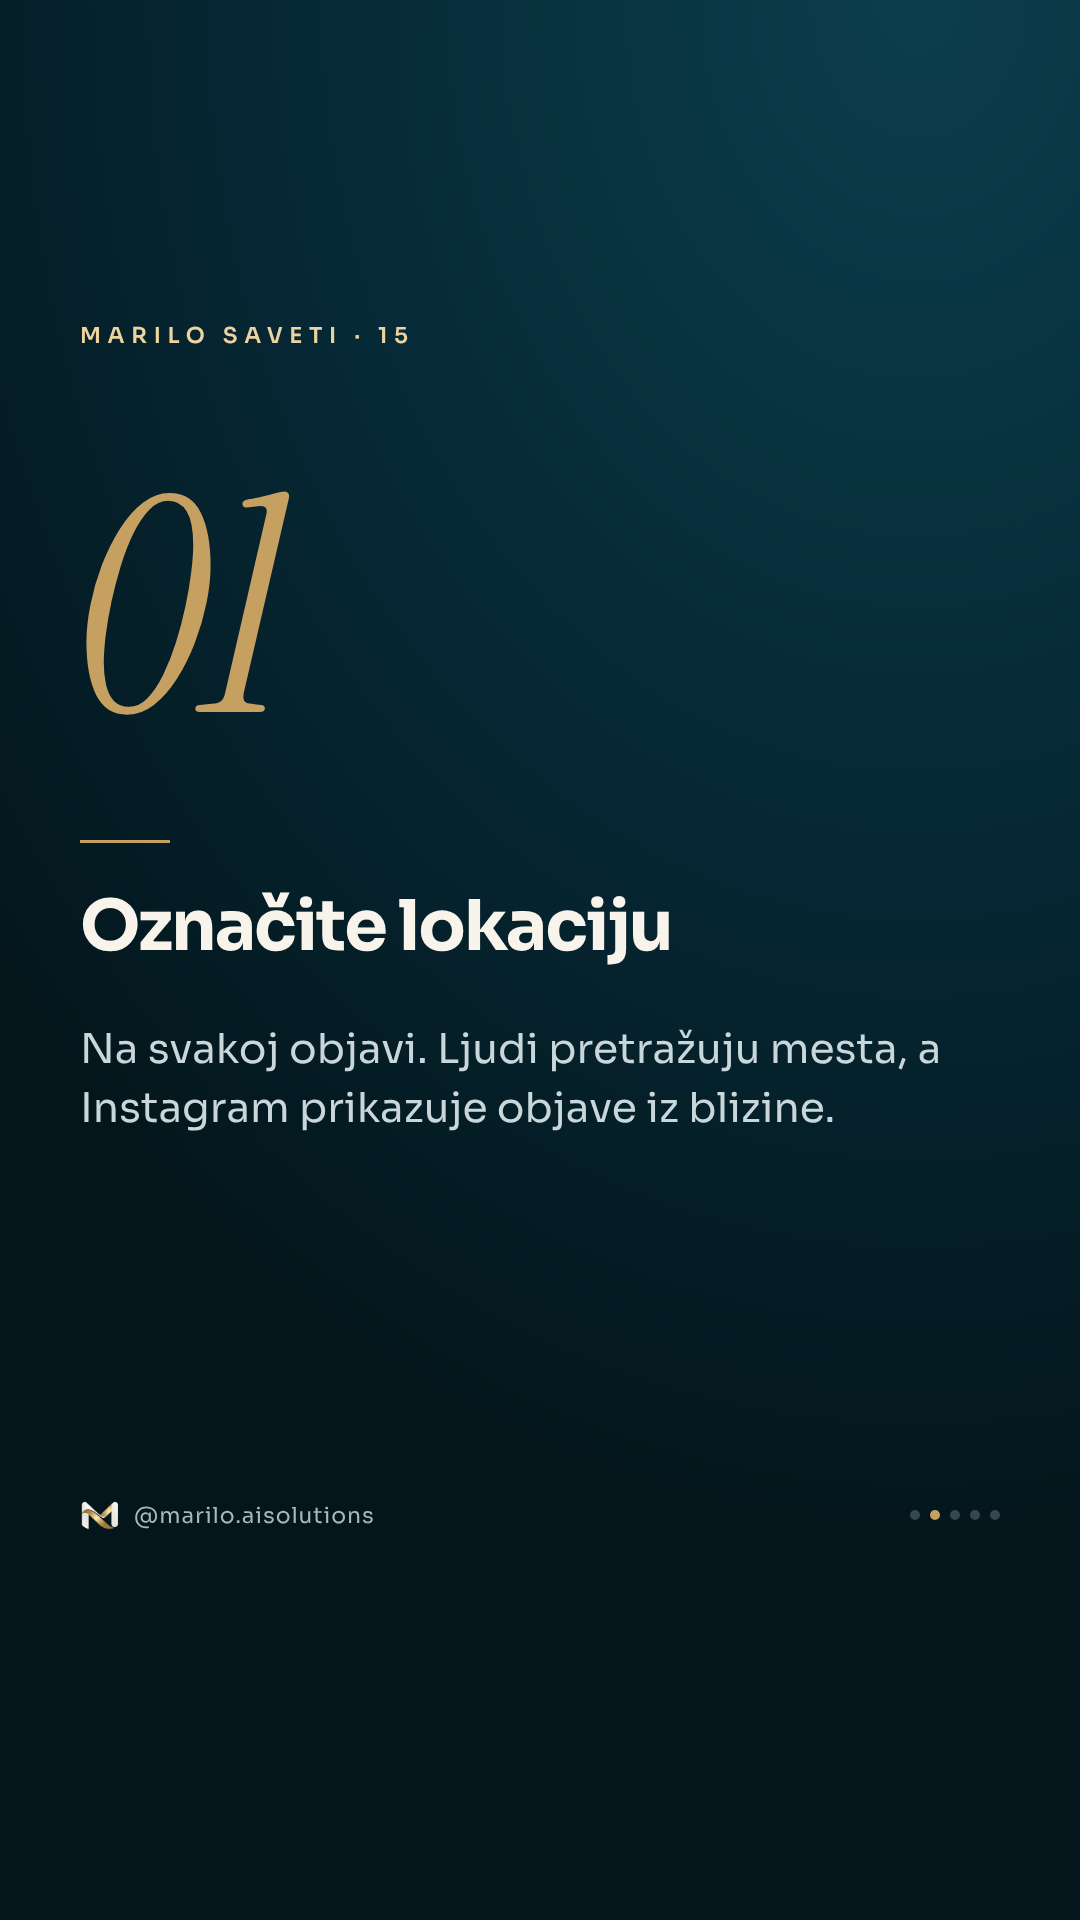 MARILO SAVETI · 15
01
Označite lokaciju
Na svakoj objavi. Ljudi pretražuju mesta, a
Instagram prikazuje objave iz blizine.
@marilo.aisolutions